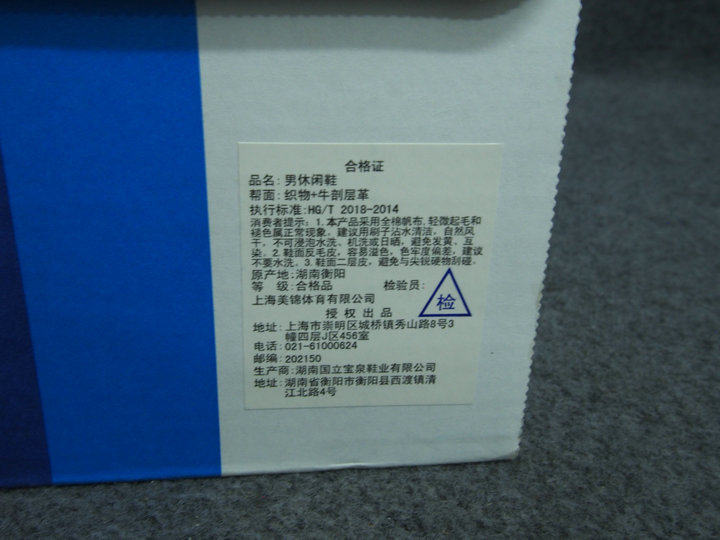 合格证
品名: 男休闲鞋
帮面: 织物+牛剖层革
执行标准:HG/T 2018-2014
消费者提示: 1.本产品采用全棉帆布,轻微起毛和
褪色属正常现象。建议用刷子沾水清洁,自然风
干,不可浸泡水洗、机洗或日晒,避免发黄、互
染。2.鞋面反毛皮,容易溢色,色牢度偏差,建议
不要水洗。3.鞋面二层皮,避免与尖锐硬物刮碰。
原产地:湖南衡阳
等 级:合格品 检验员:
检
上海美锦体育有限公司
授 权 出 品
地址: 上海市崇明区城桥镇秀山路8号3
幢四层J区456室
电话: 021-61000624
邮编: 202150
生产商:湖南国立宝泉鞋业有限公司
地址: 湖南省衡阳市衡阳县西渡镇清
江北路4号